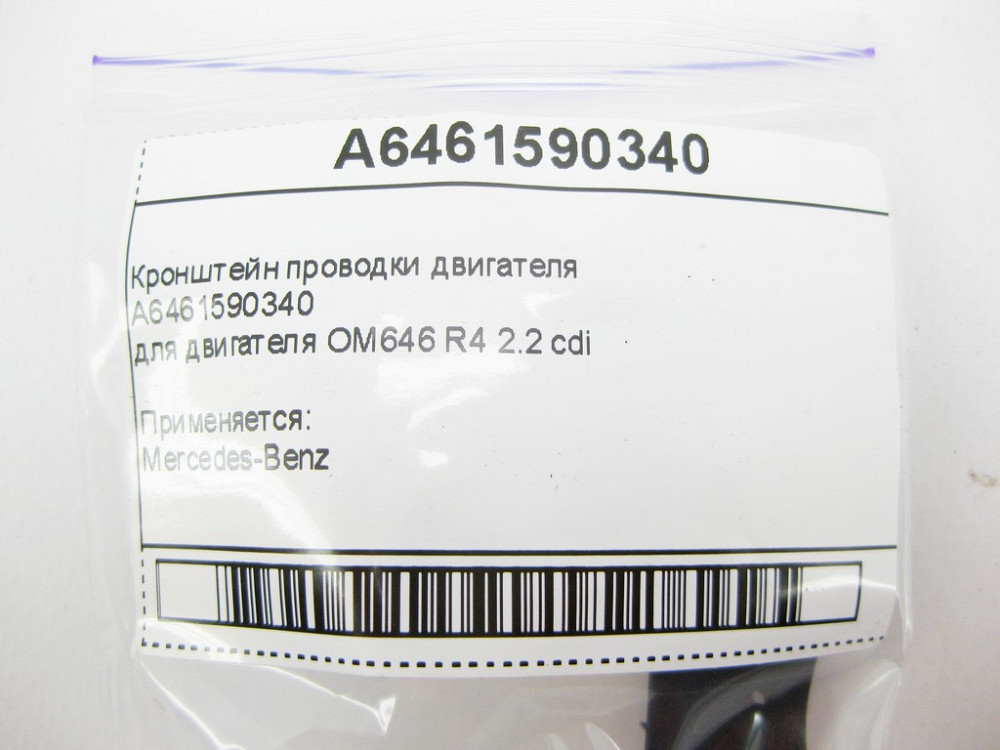 A6461590340
Кронштейн проводки двигателя
A6461590340
для двигателя OM646 R4 2.2 cdi
Применяется:
Mercedes-Benz